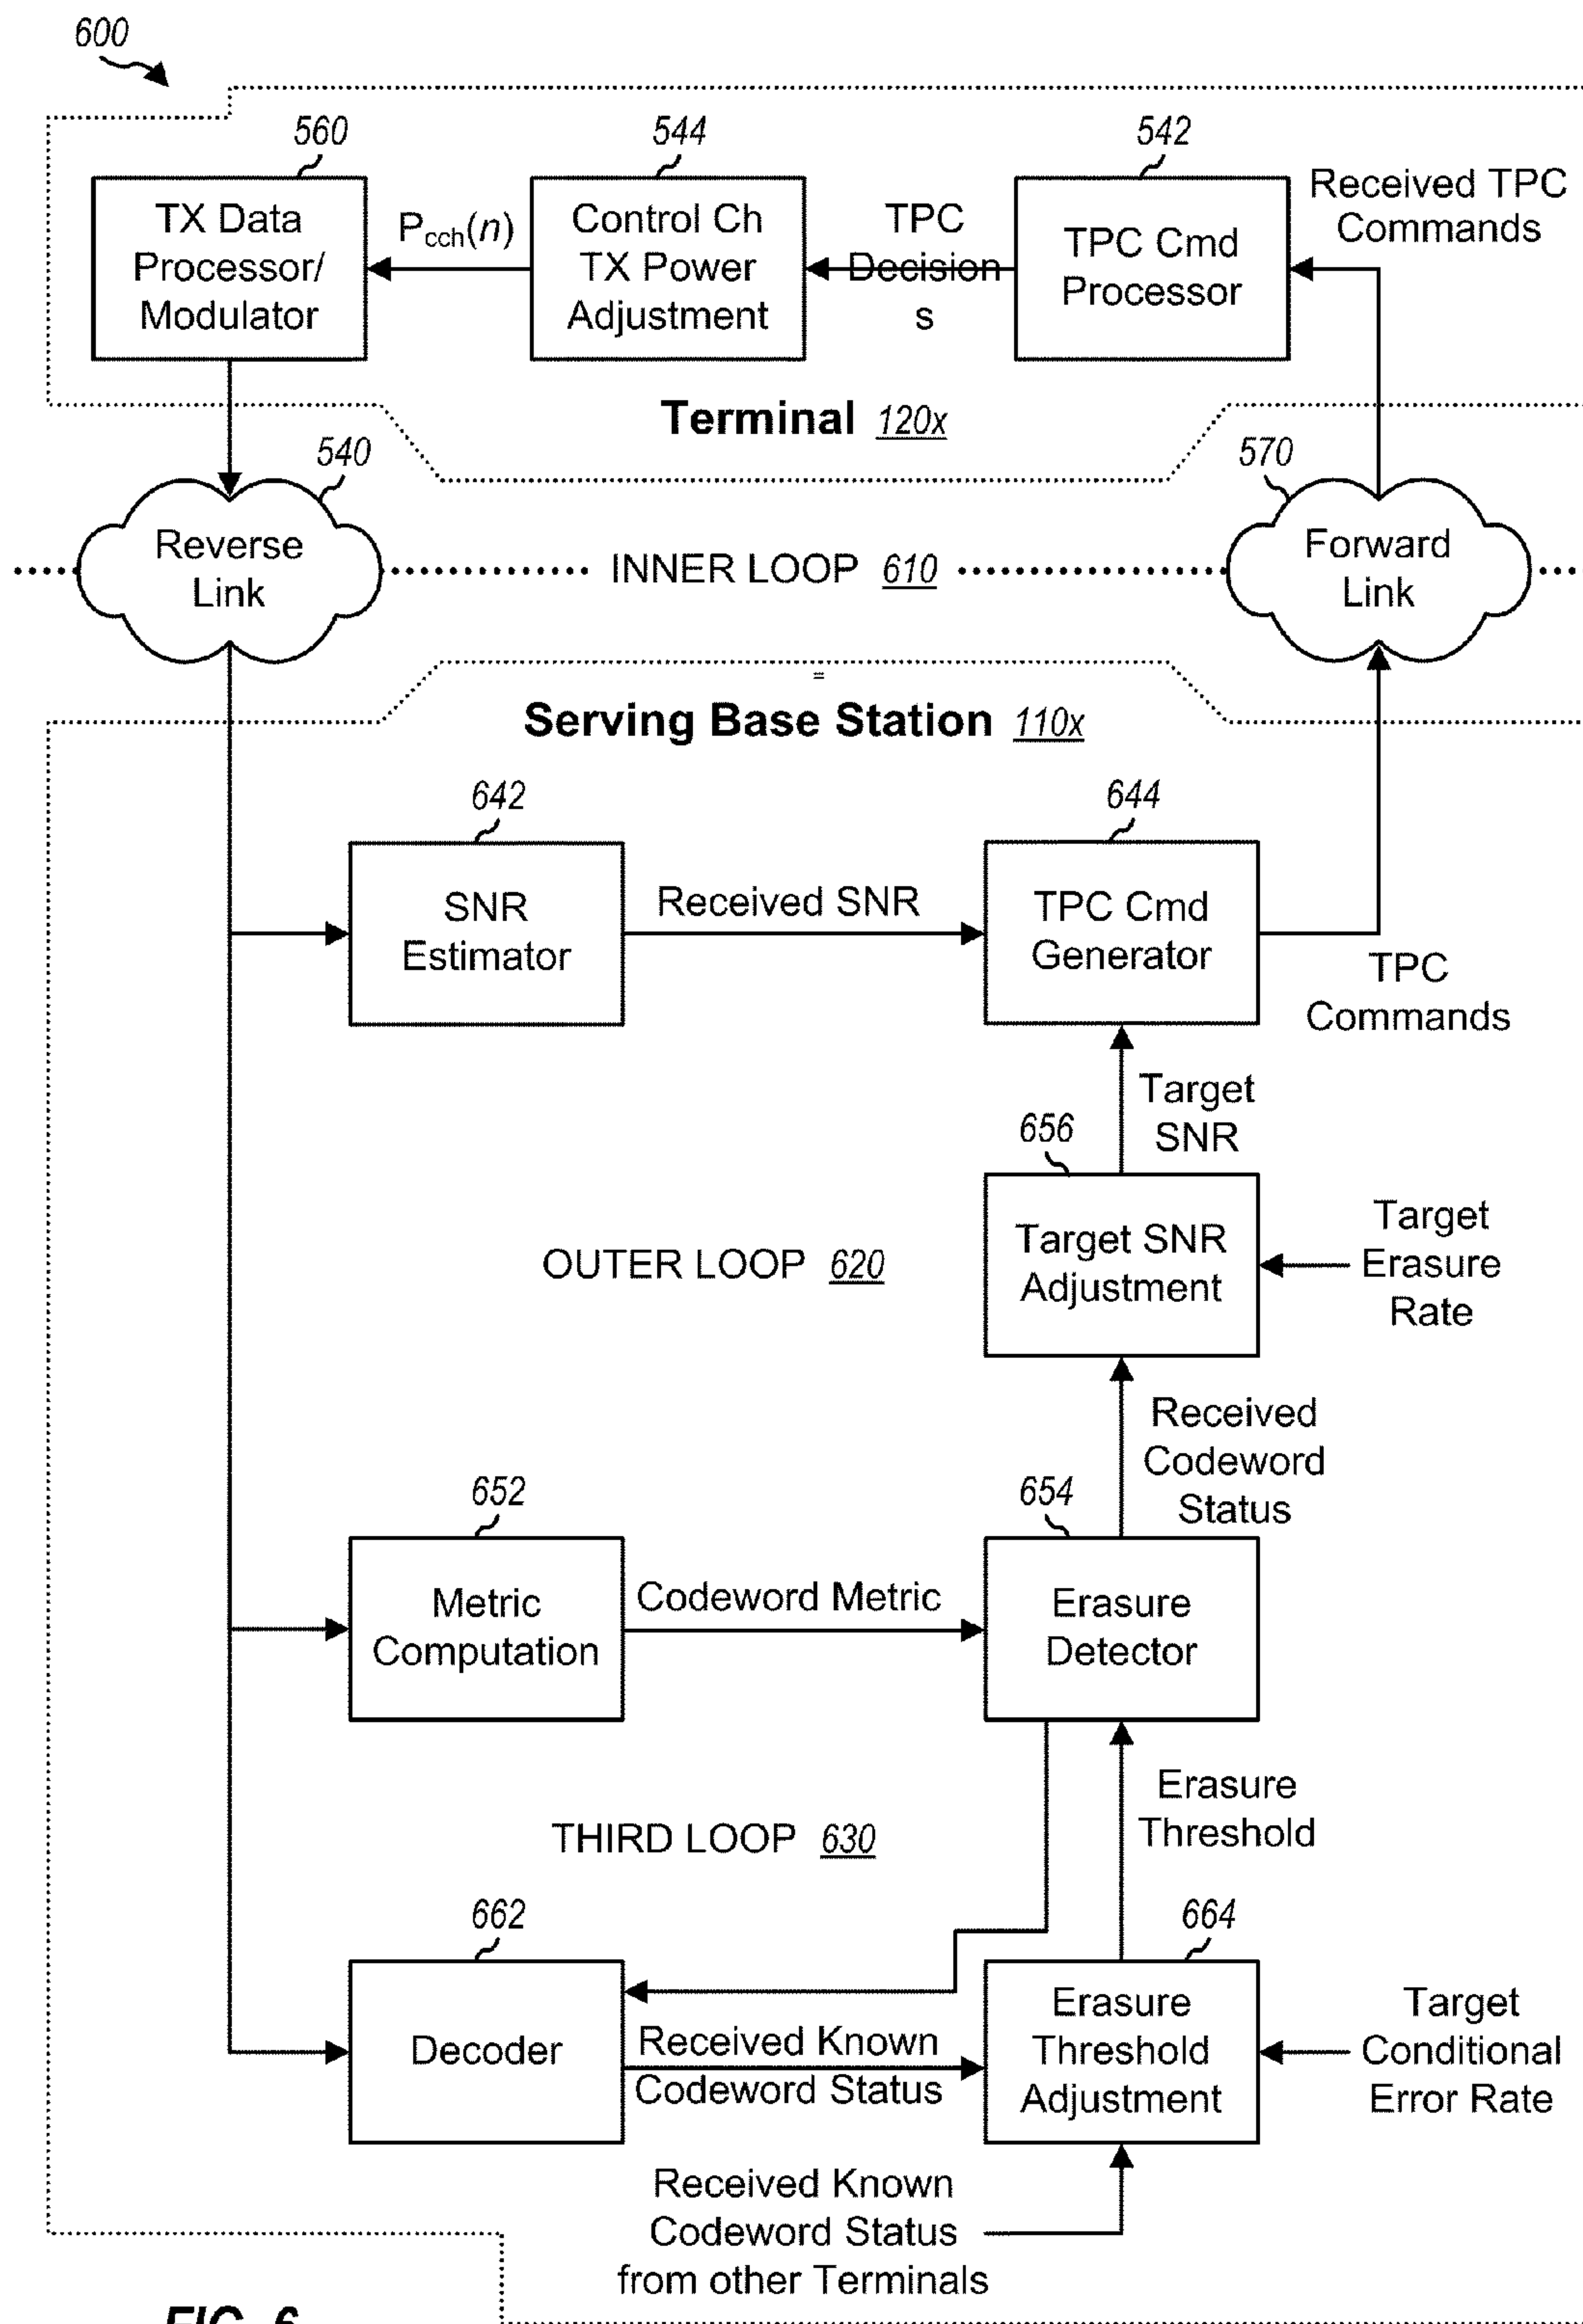 600
560
544
542
TX Data
Processor/
Modulator
Pcch(n)
Control Ch
TX Power
Adjustment
TPC
Decision
s
TPC Cmd
Processor
Received TPC
Commands
Terminal 120x
540
570
Reverse
Link
INNER LOOP 610
Forward
Link
=
Serving Base Station 110x
642
644
SNR
Estimator
Received SNR
TPC Cmd
Generator
TPC
Commands
Target
SNR
656
OUTER LOOP 620
Target SNR
Adjustment
Target
Erasure
Rate
Received
Codeword
Status
652
654
Metric
Computation
Codeword Metric
Erasure
Detector
Erasure
Threshold
THIRD LOOP 630
662
664
Decoder
Received Known
Codeword Status
Erasure
Threshold
Adjustment
Target
Conditional
Error Rate
Received Known
Codeword Status
from other Terminals
FIG. 6